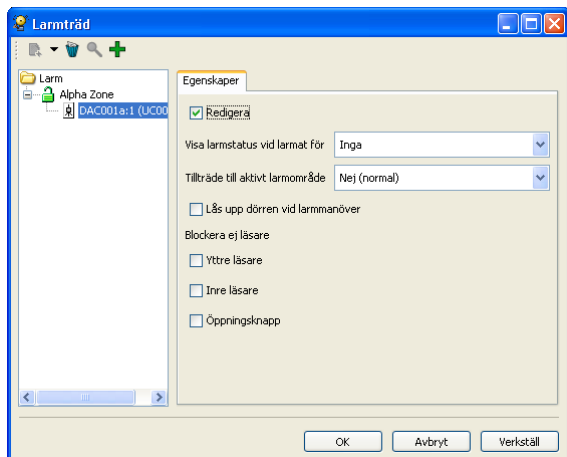 Larmträd
Larm
Alpha Zone
DAC001a:1 (UC00
Egenskaper
Redigera
Visa larmstatus vid larmat för
Inga
Tillträde till aktivt larmområde
Nej (normal)
Lås upp dörren vid larmmanöver
Blockera ej läsare
Yttre läsare
Inre läsare
Öppningsknapp
OK
Avbryt
Verkställ